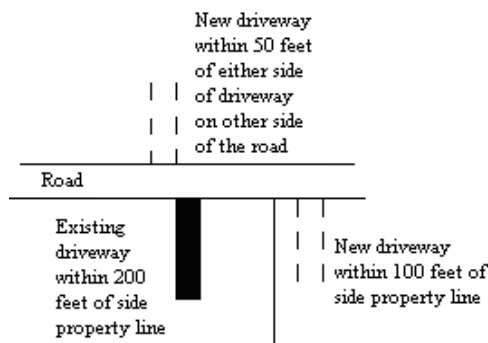 New driveway
within 50 feet
of either side
of driveway
on other side
of the road
Road
Existing
driveway
within 200
feet of side
property line
New driveway
within 100 feet of
side property line